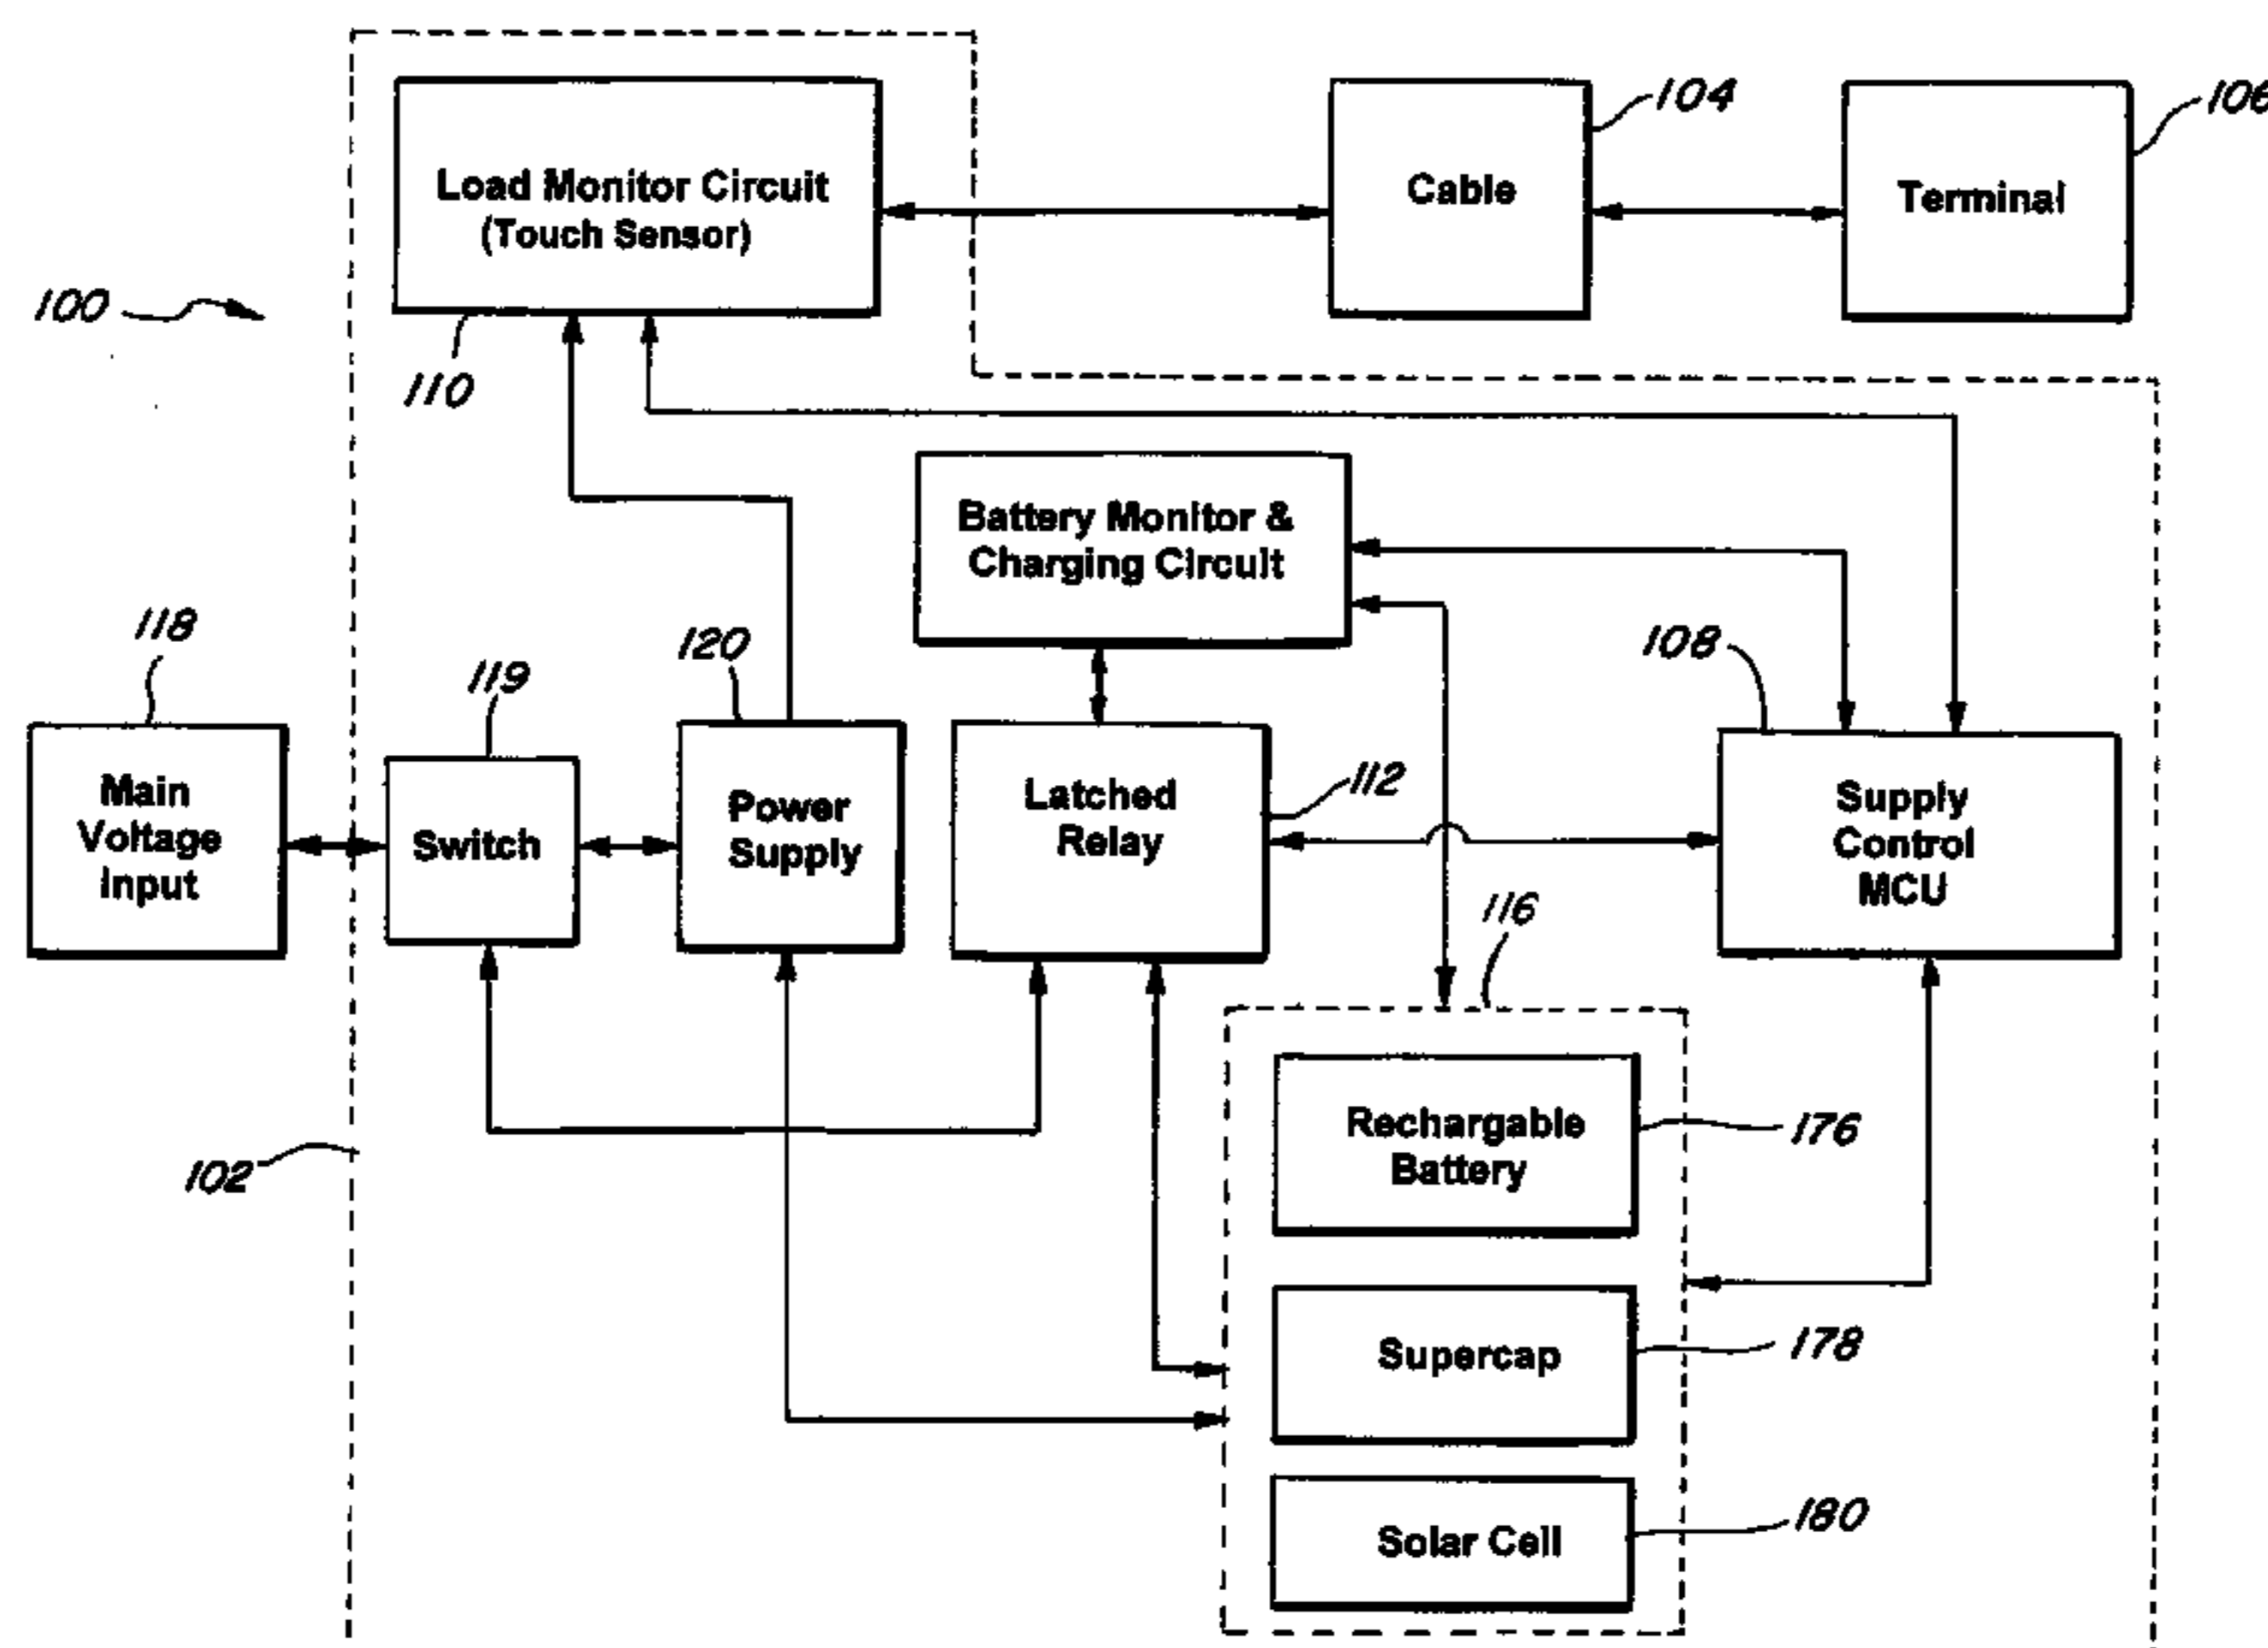 104
106
Load Monitor Circuit
(Touch Sensor)
Cable
Terminal
100
110
Battery Monitor &
Charging Circuit
118
119
120
108
Main
Voltage
Input
Switch
Power
Supply
Latched
Relay
112
Supply
Control
MCU
116
102
Rechargable
Battery
176
Supercap
178
Solar Cell
180